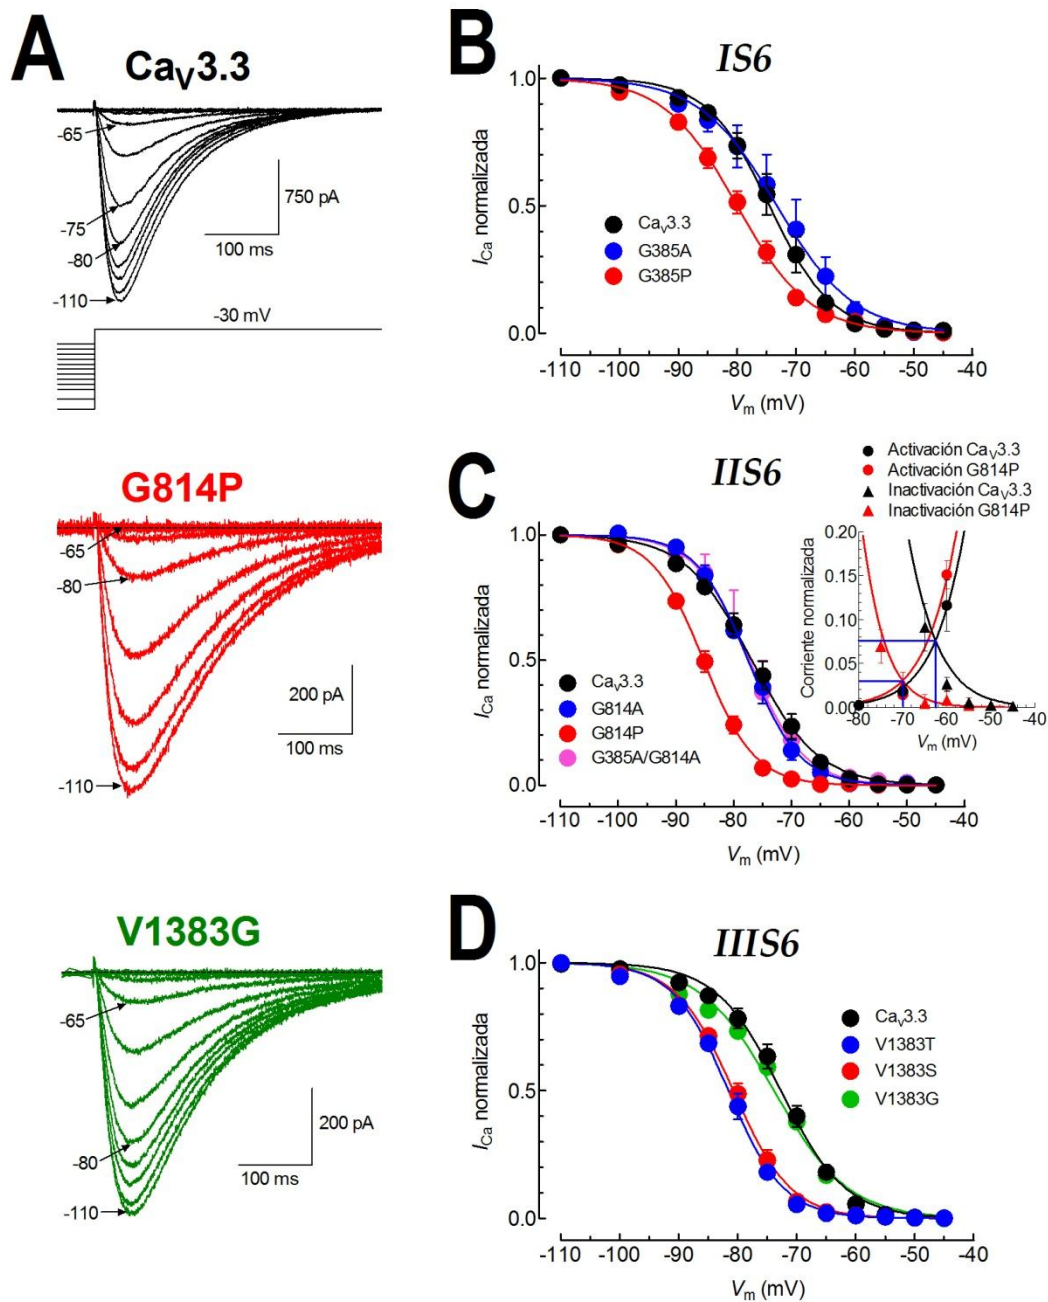 A
CaV3.3
-65
-75
-80
-110
750 pA
100 ms
-30 mV
G814P
-65
-80
-110
200 pA
100 ms
V1383G
-65
-80
-110
200 pA
100 ms
B
IS6
ICa normalizada
1.0
0.5
0.0
CaV3.3
G385A
G385P
-110 -100 -90 -80 -70 -60 -50 -40
Vm (mV)
C
IIS6
Activación CaV3.3
Activación G814P
Inactivación CaV3.3
Inactivación G814P
ICa normalizada
1.0
0.5
0.0
CaV3.3
G814A
G814P
G385A/G814A
Corriente normalizada
0.20
0.15
0.10
0.05
0.00
-80 -70 -60 -50 -40
Vm (mV)
-110 -100 -90 -80 -70 -60 -50 -40
Vm (mV)
D
IIIS6
ICa normalizada
1.0
0.5
0.0
CaV3.3
V1383T
V1383S
V1383G
-110 -100 -90 -80 -70 -60 -50 -40
Vm (mV)